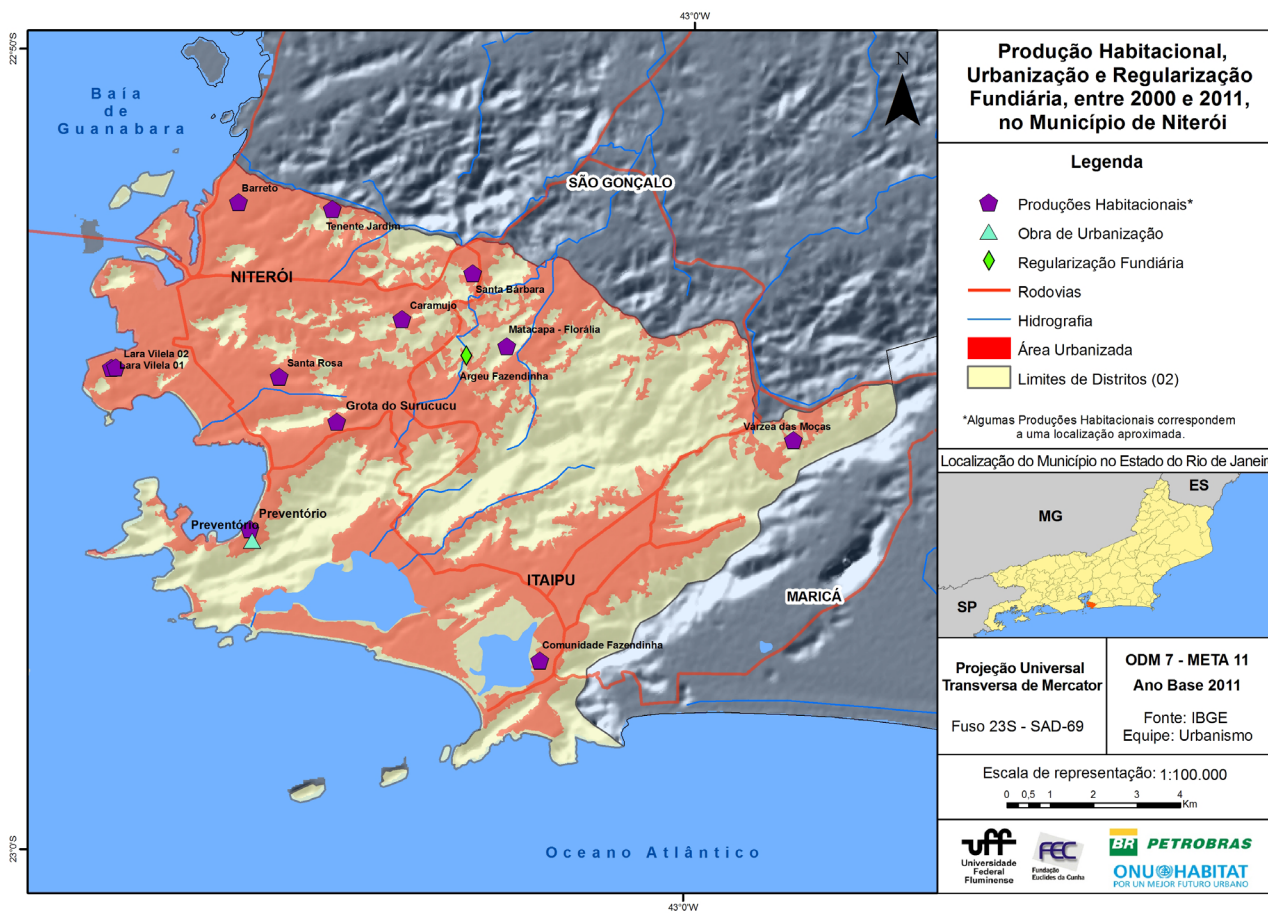 43°0'W
22°50'S
Baía
de
Guanabara
SÃO GONÇALO
Barreto
Tenente Jardim
NITERÓI
Santa Bárbara
Caramujo
Matacapa - Florália
Lara Vilela 02
Lara Vilela 01
Santa Rosa
Argeu Fazendinha
Grota do Surucucu
Várzea das Moças
Preventório
Preventório
ITAIPU
MARICÁ
Comunidade Fazendinha
Oceano Atlântico
23°0'S
43°0'W
N
Produção Habitacional,
Urbanização e Regularização
Fundiária, entre 2000 e 2011,
no Município de Niterói
Legenda
Produções Habitacionais*
Obra de Urbanização
Regularização Fundiária
Rodovias
Hidrografia
Área Urbanizada
Limites de Distritos (02)
*Algumas Produções Habitacionais correspondem
a uma localização aproximada.
Localização do Município no Estado do Rio de Janeir
ES
MG
SP
Projeção Universal
Transversa de Mercator
Fuso 23S - SAD-69
ODM 7 - META 11
Ano Base 2011
Fonte: IBGE
Equipe: Urbanismo
Escala de representação: 1:100.000
0 0,5 1 2 3 4
Km
uff
Universidade
Federal
Fluminense
FEC
Fundação
Euclides da Cunha
BR PETROBRAS
ONU HABITAT
POR UN MEJOR FUTURO URBANO